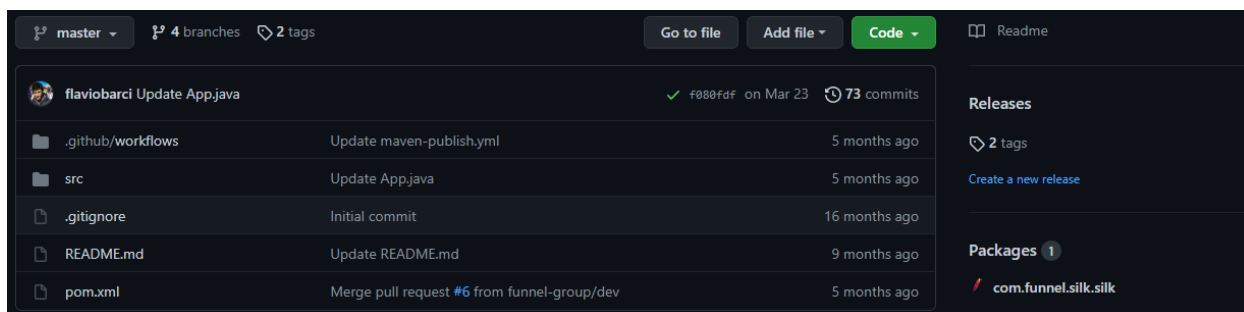 master 4 branches 2 tags Go to file Add file Code
flaviobarci Update App.java f080fdf on Mar 23 73 commits
.github/workflows Update maven-publish.yml 5 months ago
src Update App.java 5 months ago
.gitignore Initial commit 16 months ago
README.md Update README.md 9 months ago
pom.xml Merge pull request #6 from funnel-group/dev 5 months ago
Readme
Releases
2 tags
Create a new release
Packages 1
com.funnel.silk.silk